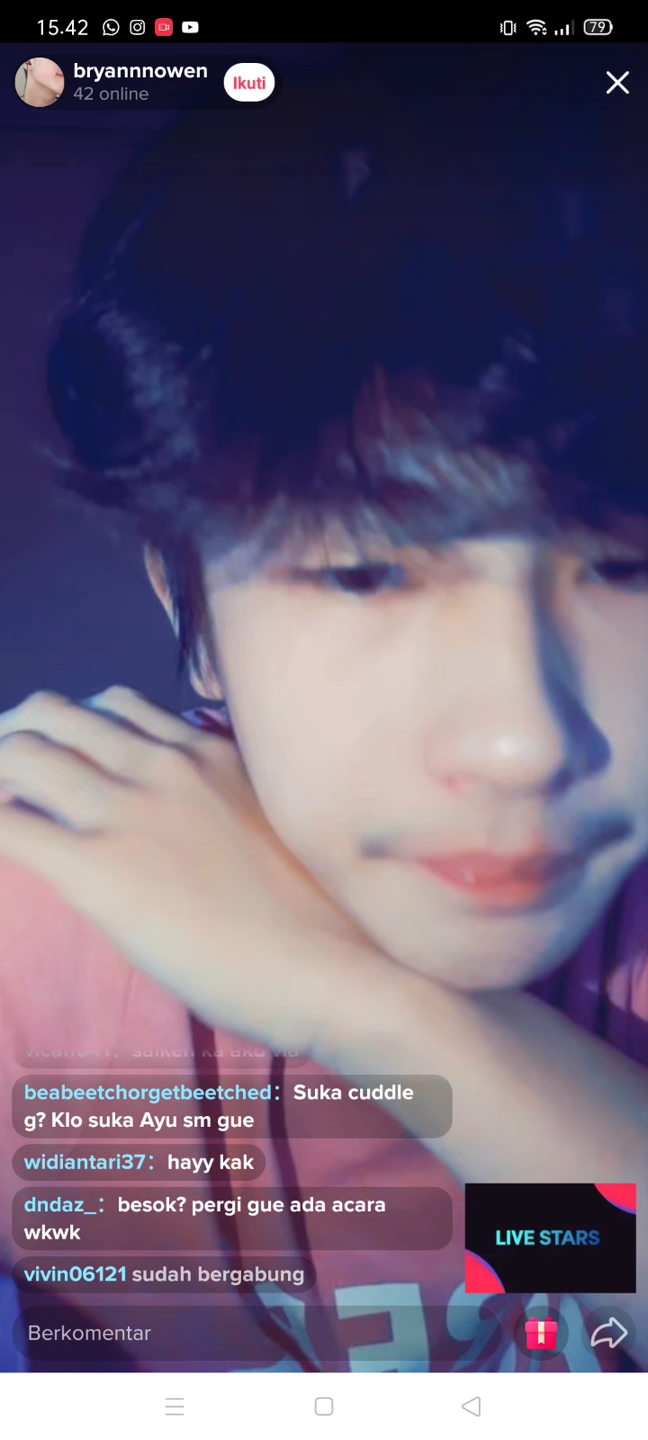 15.42
79
bryannnowen
42 online
Ikuti
beabeetchorgetbeetched: Suka cuddle
g? Klo suka Ayu sm gue
widiantari37: hayy kak
dndaz_: besok? pergi gue ada acara
wkwk
LIVE STARS
vivin06121 sudah bergabung
Berkomentar